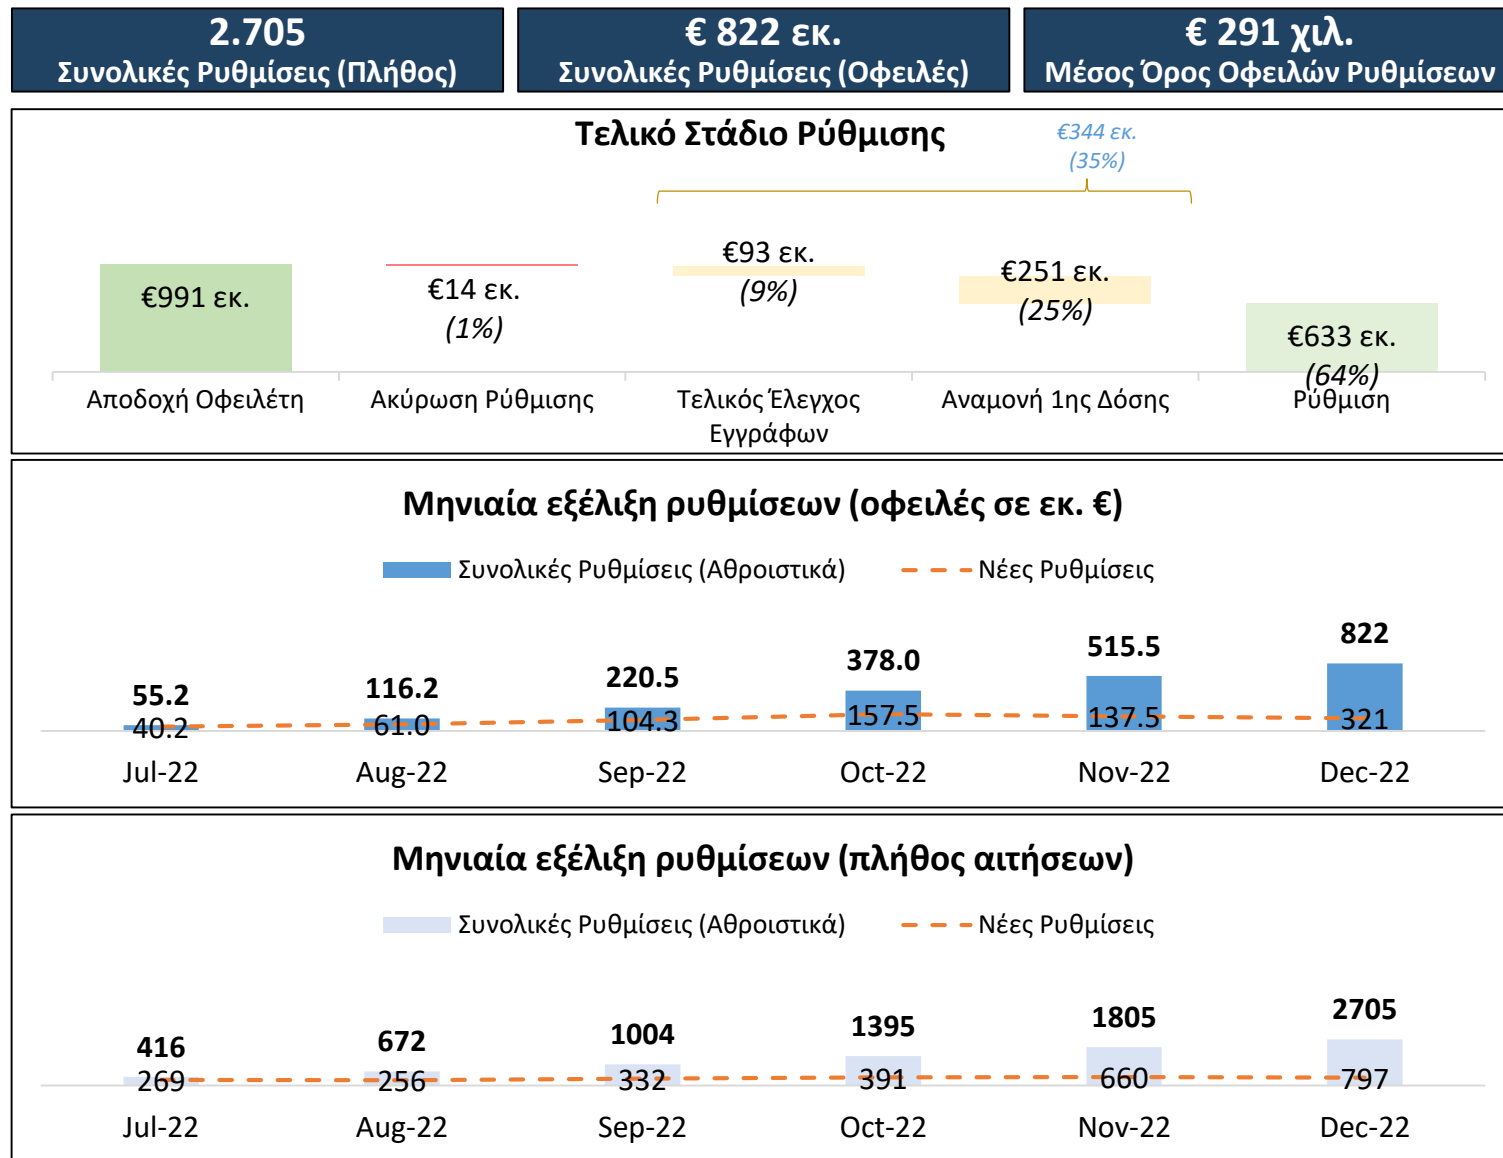 2.705
Συνολικές Ρυθμίσεις (Πλήθος)
€ 822 εκ.
Συνολικές Ρυθμίσεις (Οφειλές)
€ 291 χιλ.
Μέσος Όρος Οφειλών Ρυθμίσεων
Τελικό Στάδιο Ρύθμισης
€344 εκ.
(35%)
€991 εκ.
€14 εκ.
(1%)
€93 εκ.
(9%)
€251 εκ.
(25%)
€633 εκ.
(64%)
Αποδοχή Οφειλέτη
Ακύρωση Ρύθμισης
Τελικός Έλεγχος
Εγγράφων
Αναμονή 1ης Δόσης
Ρύθμιση
Μηνιαία εξέλιξη ρυθμίσεων (οφειλές σε εκ. €)
Συνολικές Ρυθμίσεις (Αθροιστικά) Νέες Ρυθμίσεις
55.2 116.2 220.5 378.0 515.5 822
40.2 61.0 104.3 157.5 137.5 321
Jul-22 Aug-22 Sep-22 Oct-22 Nov-22 Dec-22
Μηνιαία εξέλιξη ρυθμίσεων (πλήθος αιτήσεων)
Συνολικές Ρυθμίσεις (Αθροιστικά) Νέες Ρυθμίσεις
416 672 1004 1395 1805 2705
269 256 332 391 660 797
Jul-22 Aug-22 Sep-22 Oct-22 Nov-22 Dec-22